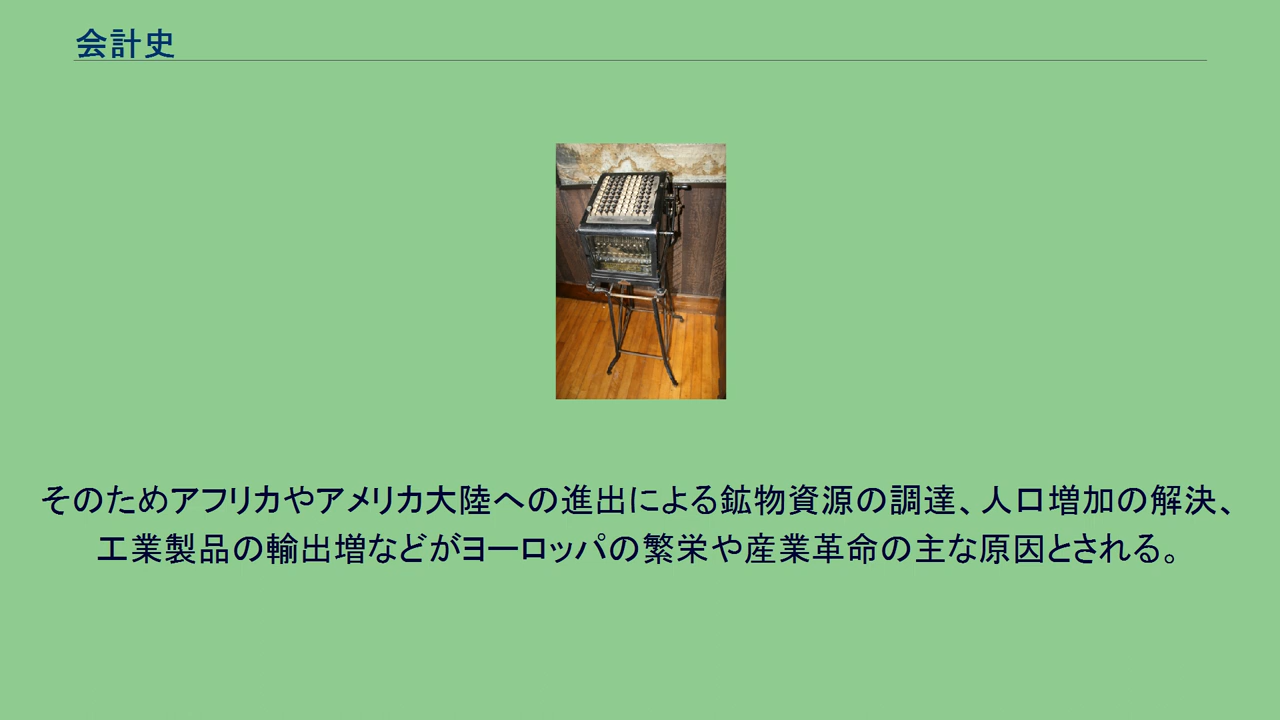 会計史
そのためアフリカやアメリカ大陸への進出による鉱物資源の調達、人口増加の解決、
工業製品の輸出増などがヨーロッパの繁栄や産業革命の主な原因とされる。